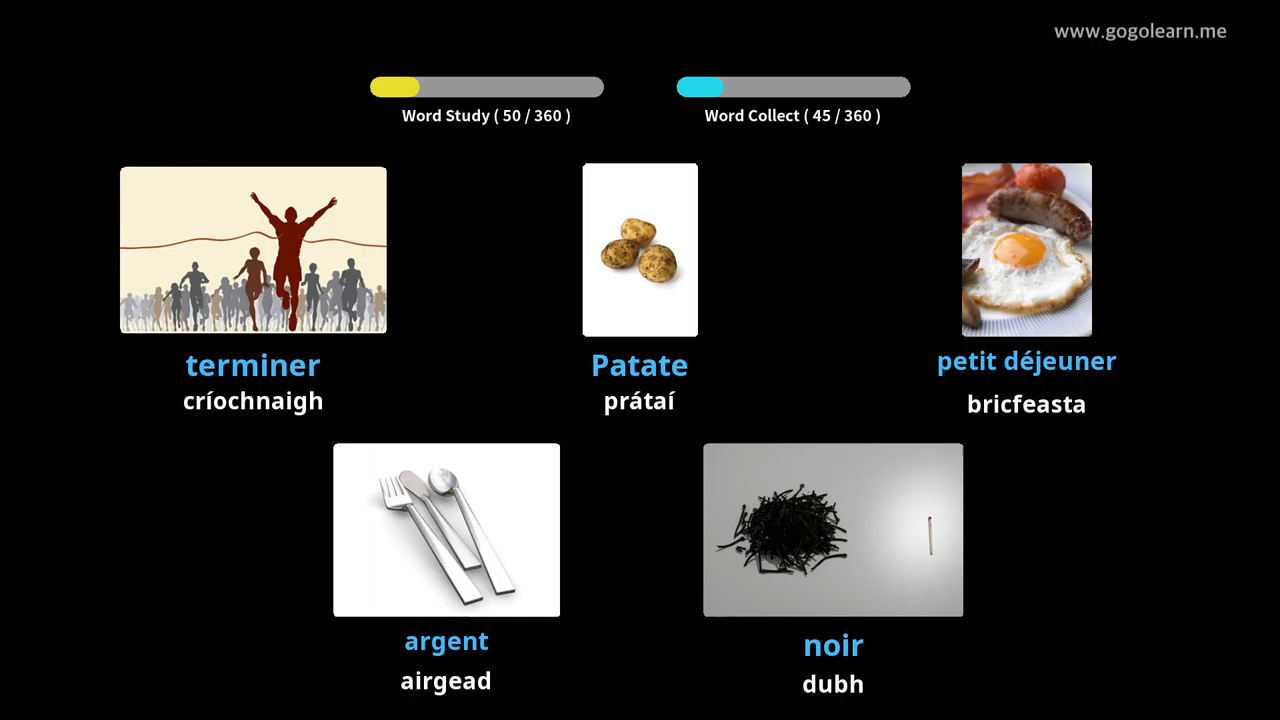 www.gogolearn.me
Word Study ( 50 / 360 )
Word Collect ( 45 / 360 )
terminer
críochnaigh
Patate
prátaí
petit déjeuner
bricfeasta
argent
airgead
noir
dubh